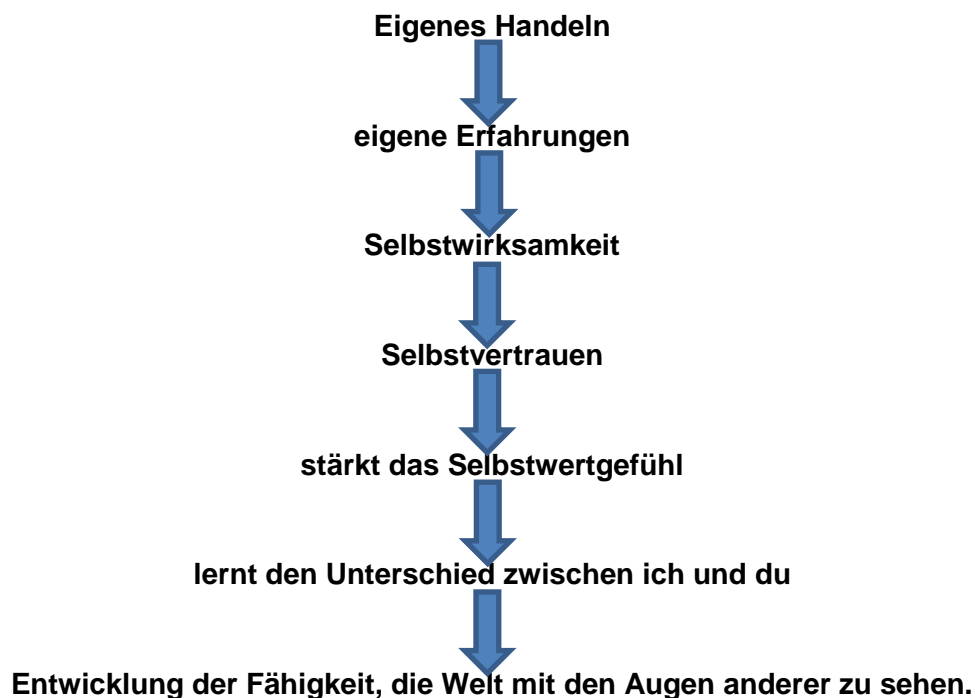 Eigenes Handeln
eigene Erfahrungen
Selbstwirksamkeit
Selbstvertrauen
stärkt das Selbstwertgefühl
lernt den Unterschied zwischen ich und du
Entwicklung der Fähigkeit, die Welt mit den Augen anderer zu sehen